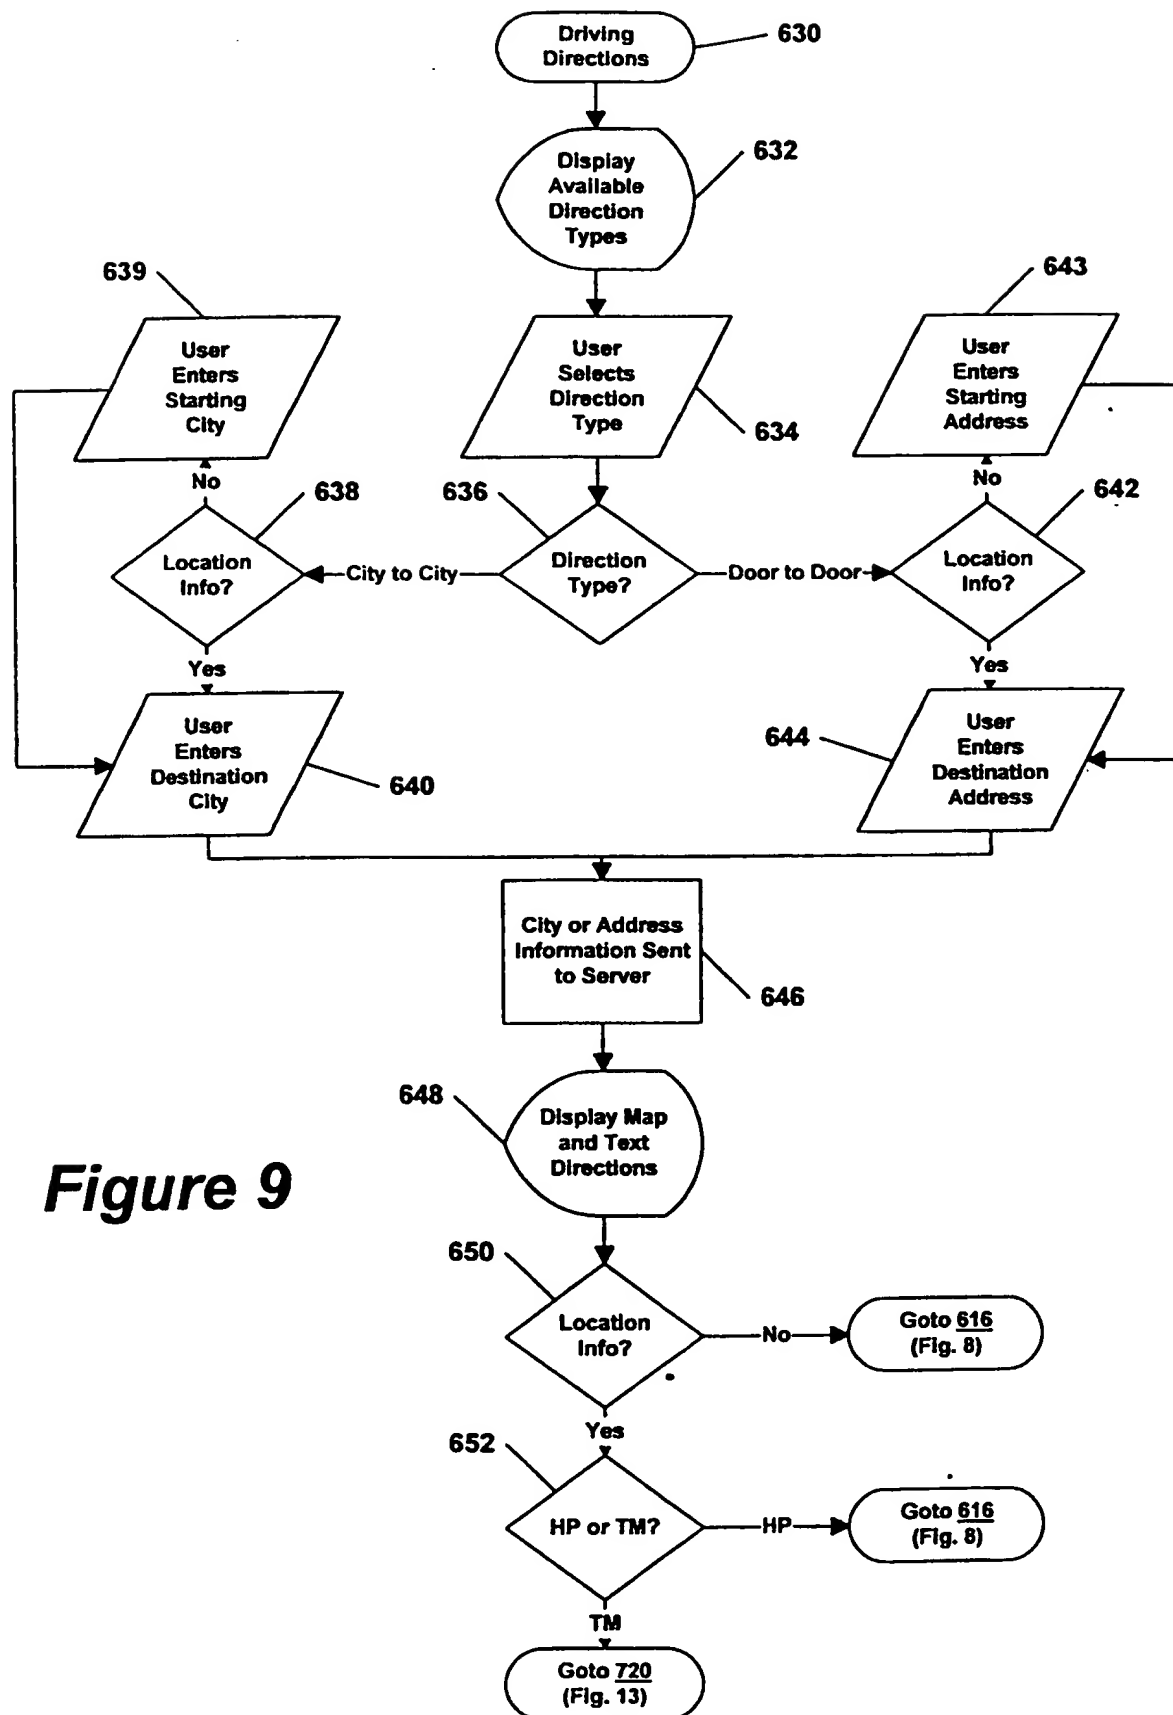 Driving
Directions
630
Display
Available
Direction
Types
632
639
643
User
Enters
Starting
City
User
Selects
Direction
Type
634
User
Enters
Starting
Address
No
638
636
No
642
Location
Info?
City to City
Direction
Type?
Door to Door
Location
Info?
Yes
Yes
User
Enters
Destination
City
640
644
User
Enters
Destination
Address
City or Address
Information Sent
to Server
646
648
Display Map
and Text
Directions
Figure 9
650
Location
Info?
No
Goto 616
(Fig. 8)
Yes
652
HP or TM?
HP
Goto 616
(Fig. 8)
TM
Goto 720
(Fig. 13)